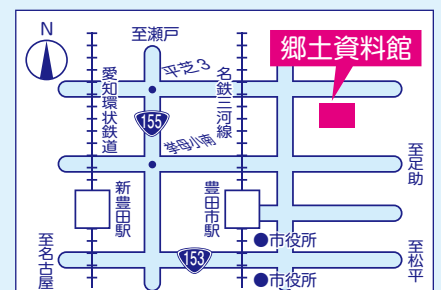 N
至瀬戸
郷土資料館
平芝3
愛知環状鉄道
名鉄三河線
155
挙母小南
至足助
新豊田駅
豊田市駅
至名古屋
●市役所
153
至松平
●市役所